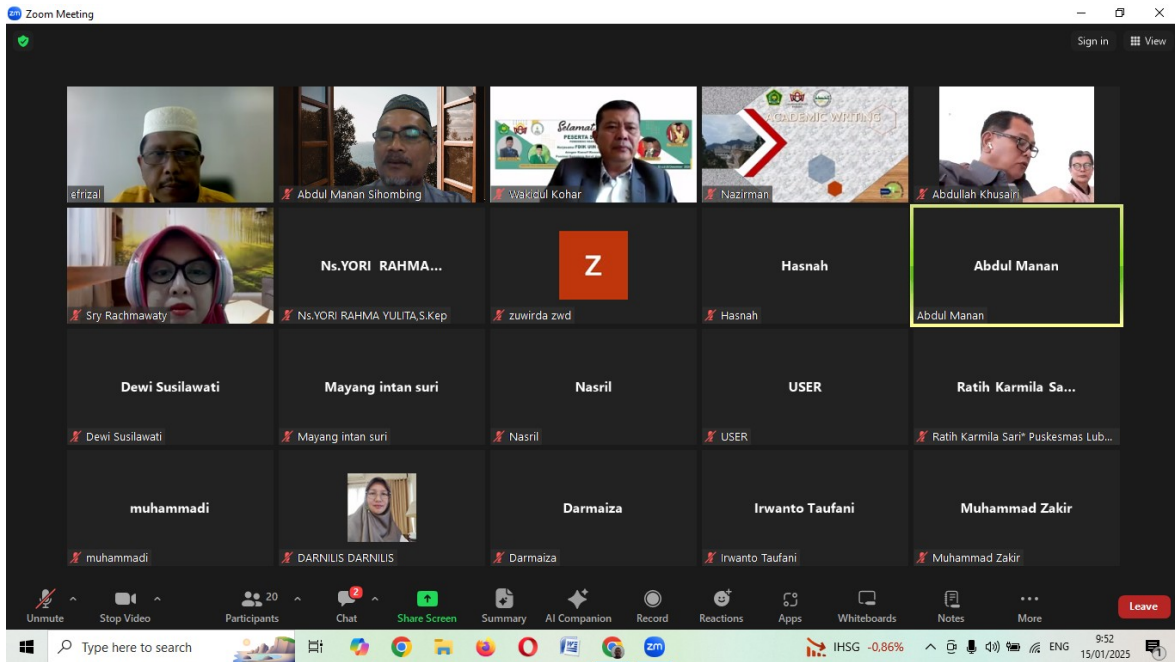 Zoom Meeting
Sign in View
Selamat
PESERTA
efrizal
Abdul Manan Sihombing
Wakidul Kohar
ACADEMIC WRITING
Nazirman
Abdullah Khusairi
Sry Rachmawaty
Ns.YORI RAHMA...
Ns.YORI RAHMA YULITA,S.Kep
Z
zuwirda zwd
Hasnah
Hasnah
Abdul Manan
Abdul Manan
Dewi Susilawati
Dewi Susilawati
Mayang intan suri
Mayang intan suri
Nasril
Nasril
USER
USER
Ratih Karmila Sa...
Ratih Karmila Sari* Puskesmas Lub...
muhammadi
muhammadi
DARNILIS DARNILIS
Darmaiza
Darmaiza
Irwanto Taufani
Irwanto Taufani
Muhammad Zakir
Muhammad Zakir
Unmute
Stop Video
20
Participants
2
Chat
Share Screen
Summary
AI Companion
Record
Reactions
Apps
Whiteboards
Notes
More
Leave
Type here to search
zm
IHSG -0,86%
ENG
9:52
15/01/2025
1